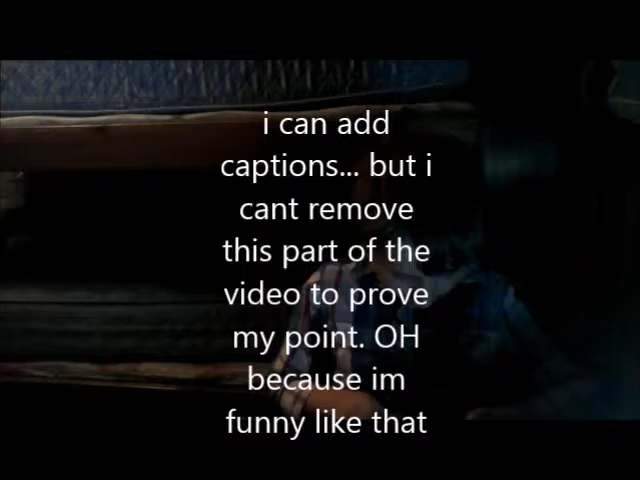 i can add
captions... but i
cant remove
this part of the
video to prove
my point. OH
because im
funny like that